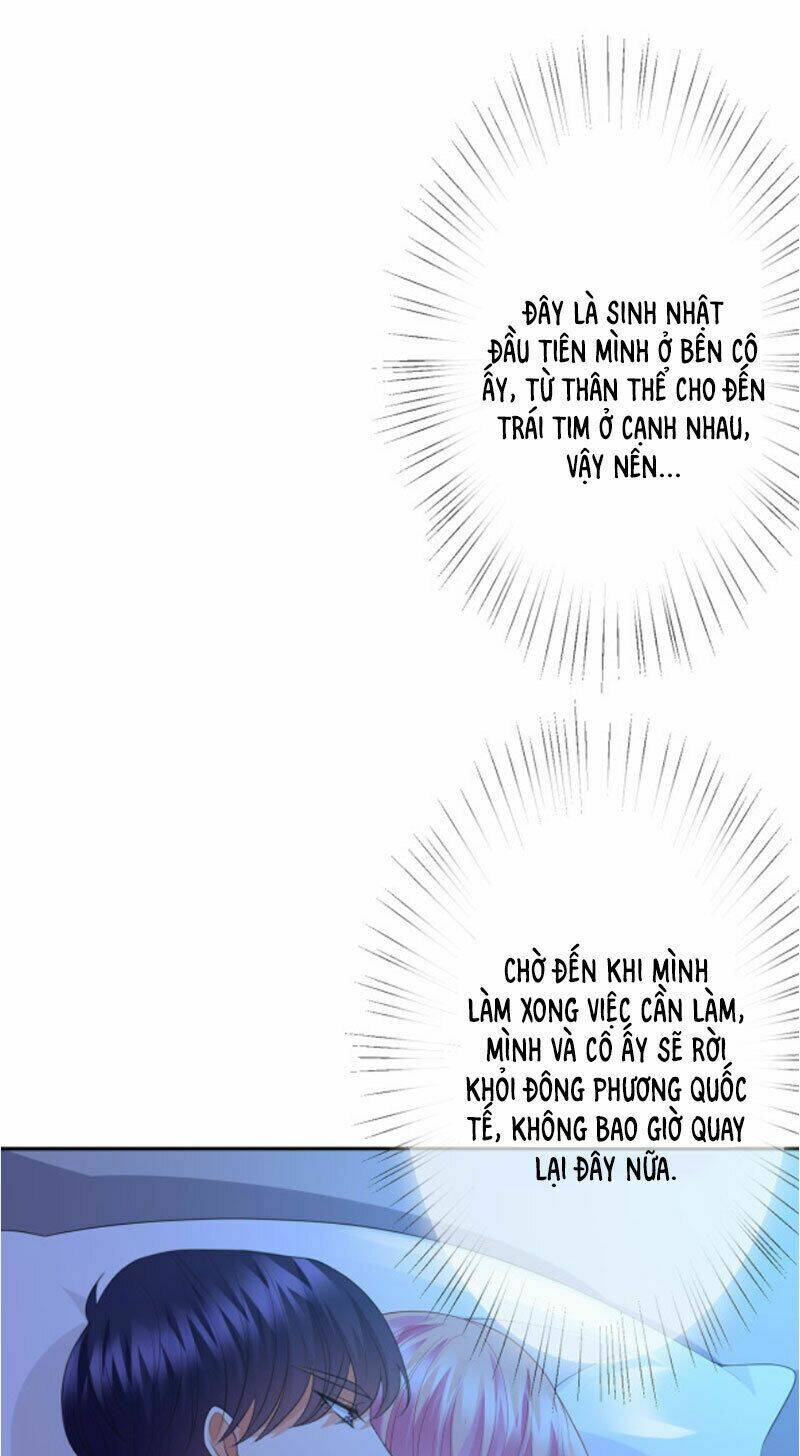 ĐÂY LÀ SINH NHẬT
ĐẦU TIÊN MÌNH Ở BÊN CÔ
ẤY, TỪ THÂN THỂ CHO ĐẾN
TRÁI TIM Ở CẠNH NHAU,
VẬY NÊN...
CHỜ ĐẾN KHI MÌNH
LÀM XONG VIỆC CẦN LÀM,
MÌNH VÀ CÔ ẤY SẼ RỜI
KHỎI ĐÔNG PHƯƠNG QUỐC
TẾ, KHÔNG BAO GIỜ QUAY
LẠI ĐÂY NỮA.